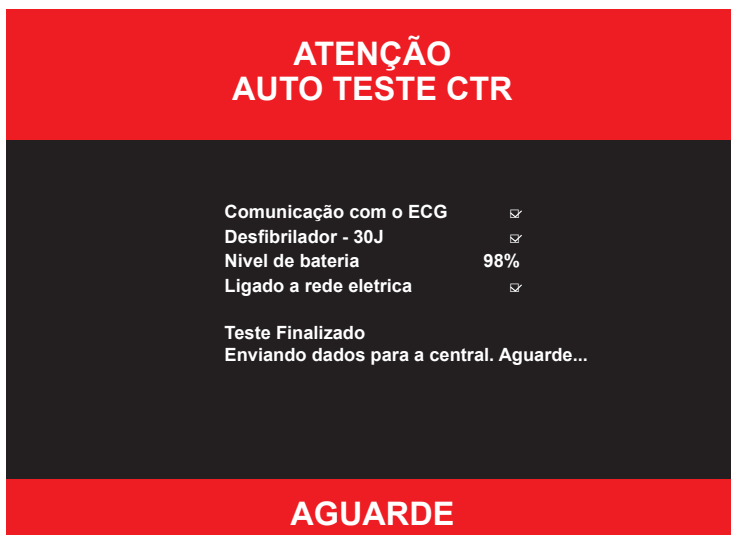 ATENÇÃO
AUTO TESTE CTR
Comunicação com o ECG ☑
Desfibrilador - 30J ☑
Nivel de bateria 98%
Ligado a rede eletrica ☑
Teste Finalizado
Enviando dados para a central. Aguarde...
AGUARDE